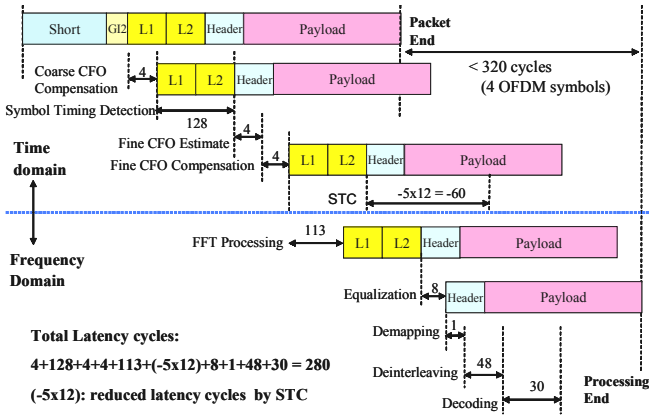 Short GI2 L1 L2 Header Payload
Packet
End
Coarse CFO
Compensation
4
L1 L2 Header Payload
< 320 cycles
(4 OFDM symbols)
Symbol Timing Detection
128
Fine CFO Estimate
4
Time
domain
Fine CFO Compensation
4
L1 L2 Header Payload
STC
-5x12 = -60
FFT Processing
113
L1 L2 Header Payload
Frequency
Domain
Equalization
8
Header Payload
Demapping
1
Total Latency cycles:
4+128+4+4+113+(-5x12)+8+1+48+30 = 280
(-5x12): reduced latency cycles by STC
Deinterleaving
48
Decoding
30
Processing
End